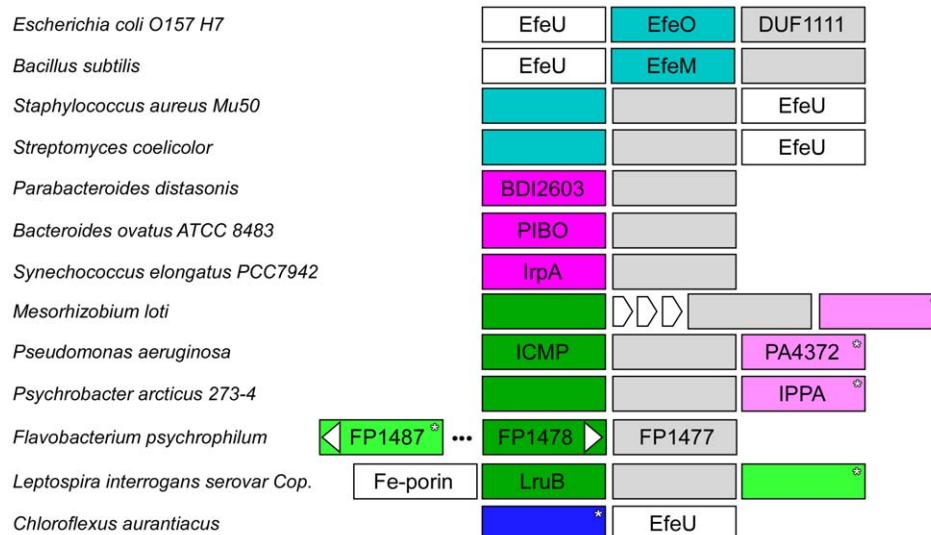 Escherichia coli O157 H7 EfeU EfeO DUF1111
Bacillus subtilis EfeU EfeM
Staphylococcus aureus Mu50 EfeU
Streptomyces coelicolor EfeU
Parabacteroides distasonis BDI2603
Bacteroides ovatus ATCC 8483 PIBO
Synechococcus elongatus PCC7942 IrpA
Mesorhizobium loti
Pseudomonas aeruginosa ICMP PA4372 *
Psychrobacter arcticus 273-4 IPPA *
Flavobacterium psychrophilum FP1487 * ••• FP1478 FP1477
Leptospira interrogans serovar Cop. Fe-porin LruB *
Chloroflexus aurantiacus * EfeU